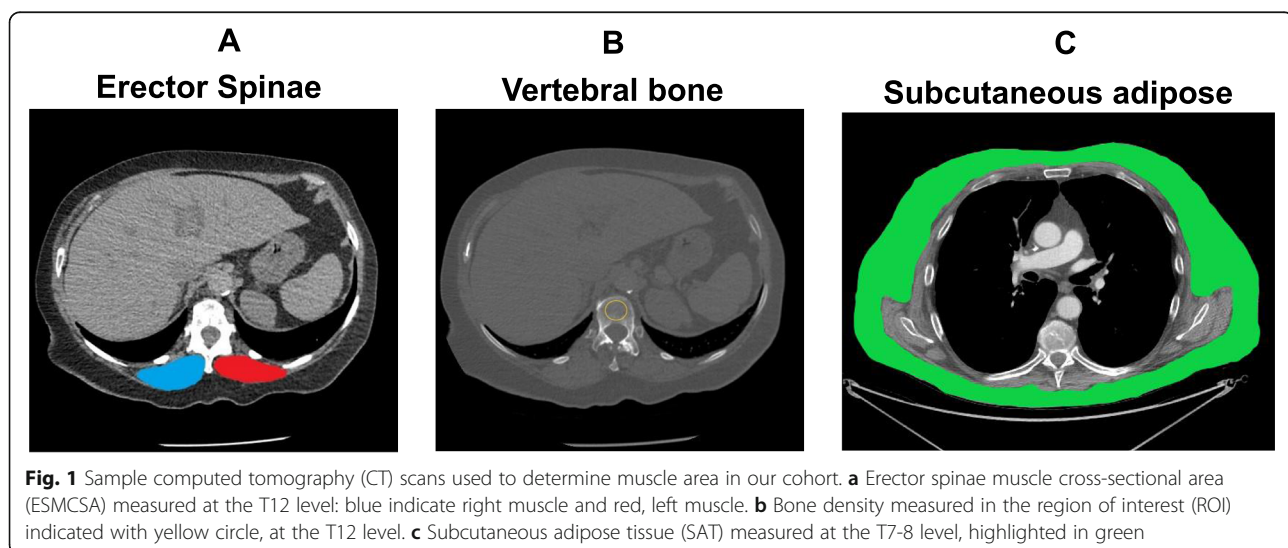 A
Erector Spinae
B
Vertebral bone
C
Subcutaneous adipose
Fig. 1 Sample computed tomography (CT) scans used to determine muscle area in our cohort. a Erector spinae muscle cross-sectional area
(ESMCSA) measured at the T12 level: blue indicate right muscle and red, left muscle. b Bone density measured in the region of interest (ROI)
indicated with yellow circle, at the T12 level. c Subcutaneous adipose tissue (SAT) measured at the T7-8 level, highlighted in green